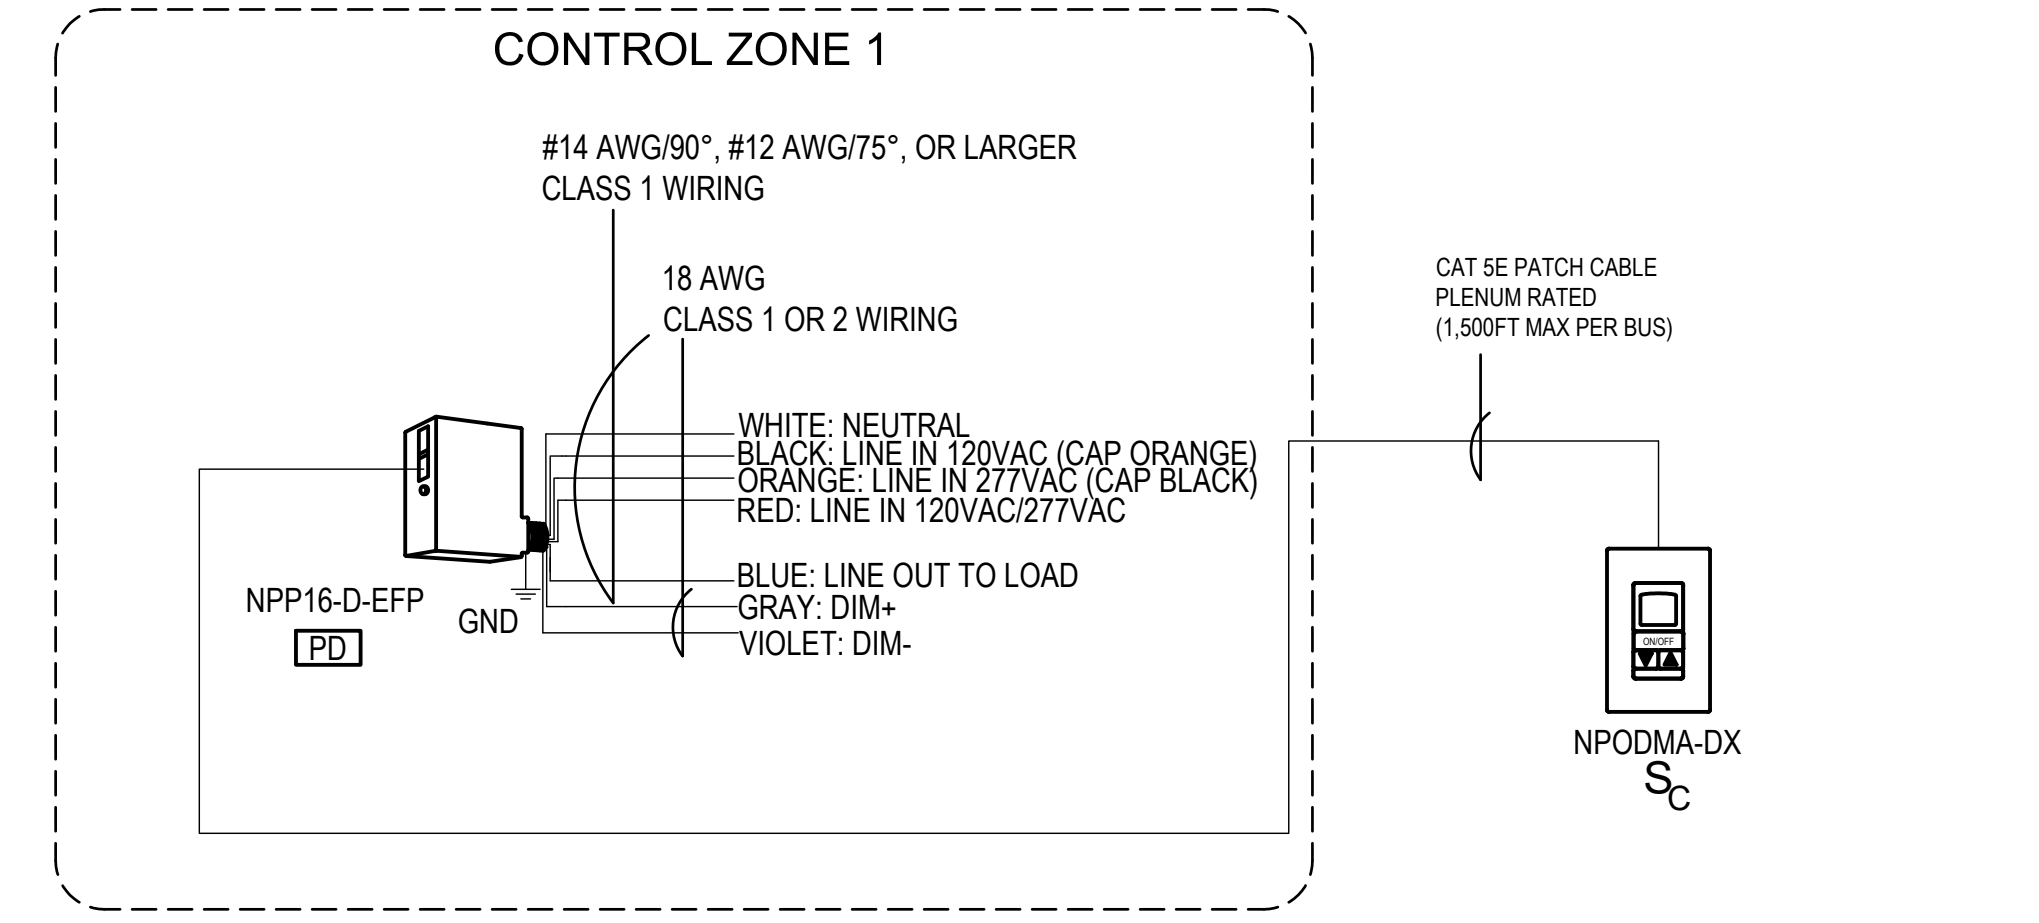 CONTROL ZONE 1
#14 AWG/90°, #12 AWG/75°, OR LARGER
CLASS 1 WIRING
18 AWG
CLASS 1 OR 2 WIRING
CAT 5E PATCH CABLE
PLENUM RATED
(1,500FT MAX PER BUS)
WHITE: NEUTRAL
BLACK: LINE IN 120VAC (CAP ORANGE)
ORANGE: LINE IN 277VAC (CAP BLACK)
RED: LINE IN 120VAC/277VAC
BLUE: LINE OUT TO LOAD
GRAY: DIM+
VIOLET: DIM-
NPP16-D-EFP
PD
GND
ON/OFF
NPODMA-DX
SC